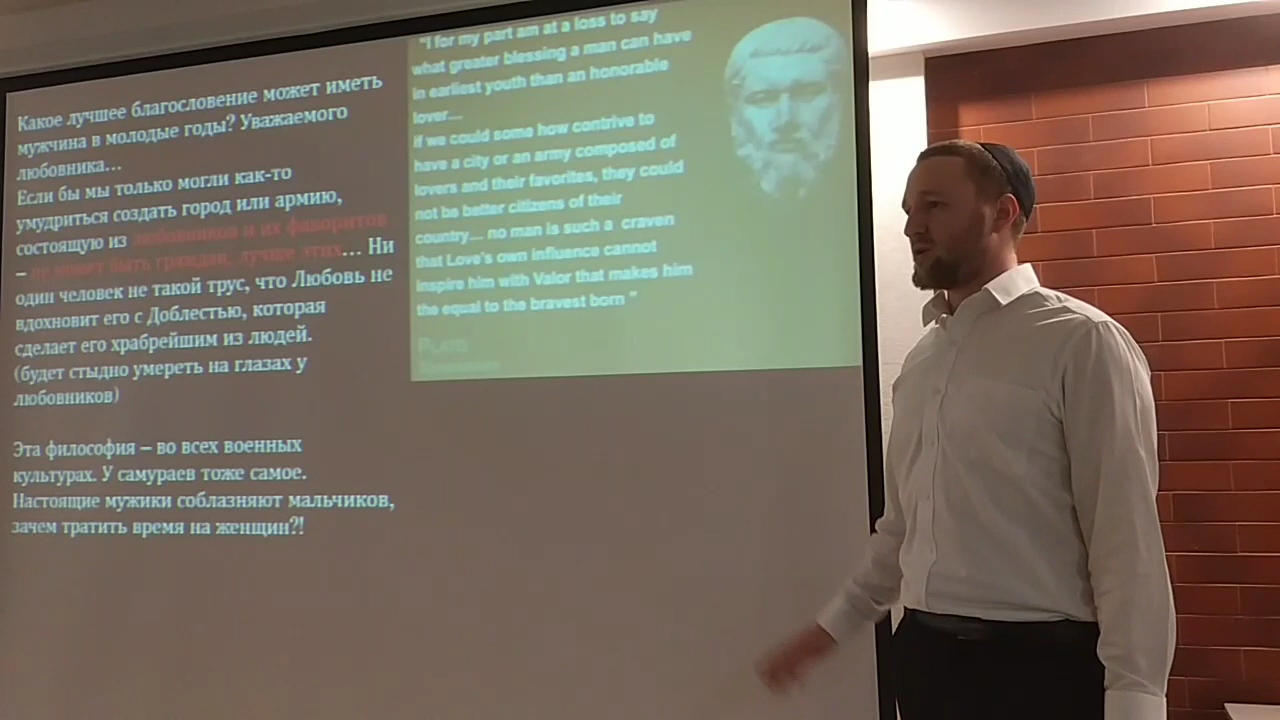 Какое лучшее благословение может иметь
мужчина в молодые годы? Уважаемого
любовника...
Если бы мы только могли как-то
умудриться создать город или армию,
состоящую из любовников и их фаворитов
– не может быть граждан, лучше этих... Ни
один человек не такой трус, что Любовь не
вдохновит его с Доблестью, которая
сделает его храбрейшим из людей.
(будет стыдно умереть на глазах у
любовников)
Эта философия – во всех военных
культурах. У самураев тоже самое.
Настоящие мужики соблазняют мальчиков,
зачем тратить время на женщин?!
"I for my part am at a loss to say
what greater blessing a man can have
in earliest youth than an honorable
lover...
if we could some how contrive to
have a city or an army composed of
lovers and their favorites, they could
not be better citizens of their
country... no man is such a craven
that Love's own influence cannot
inspire him with Valor that makes him
the equal to the bravest born "
PLATO